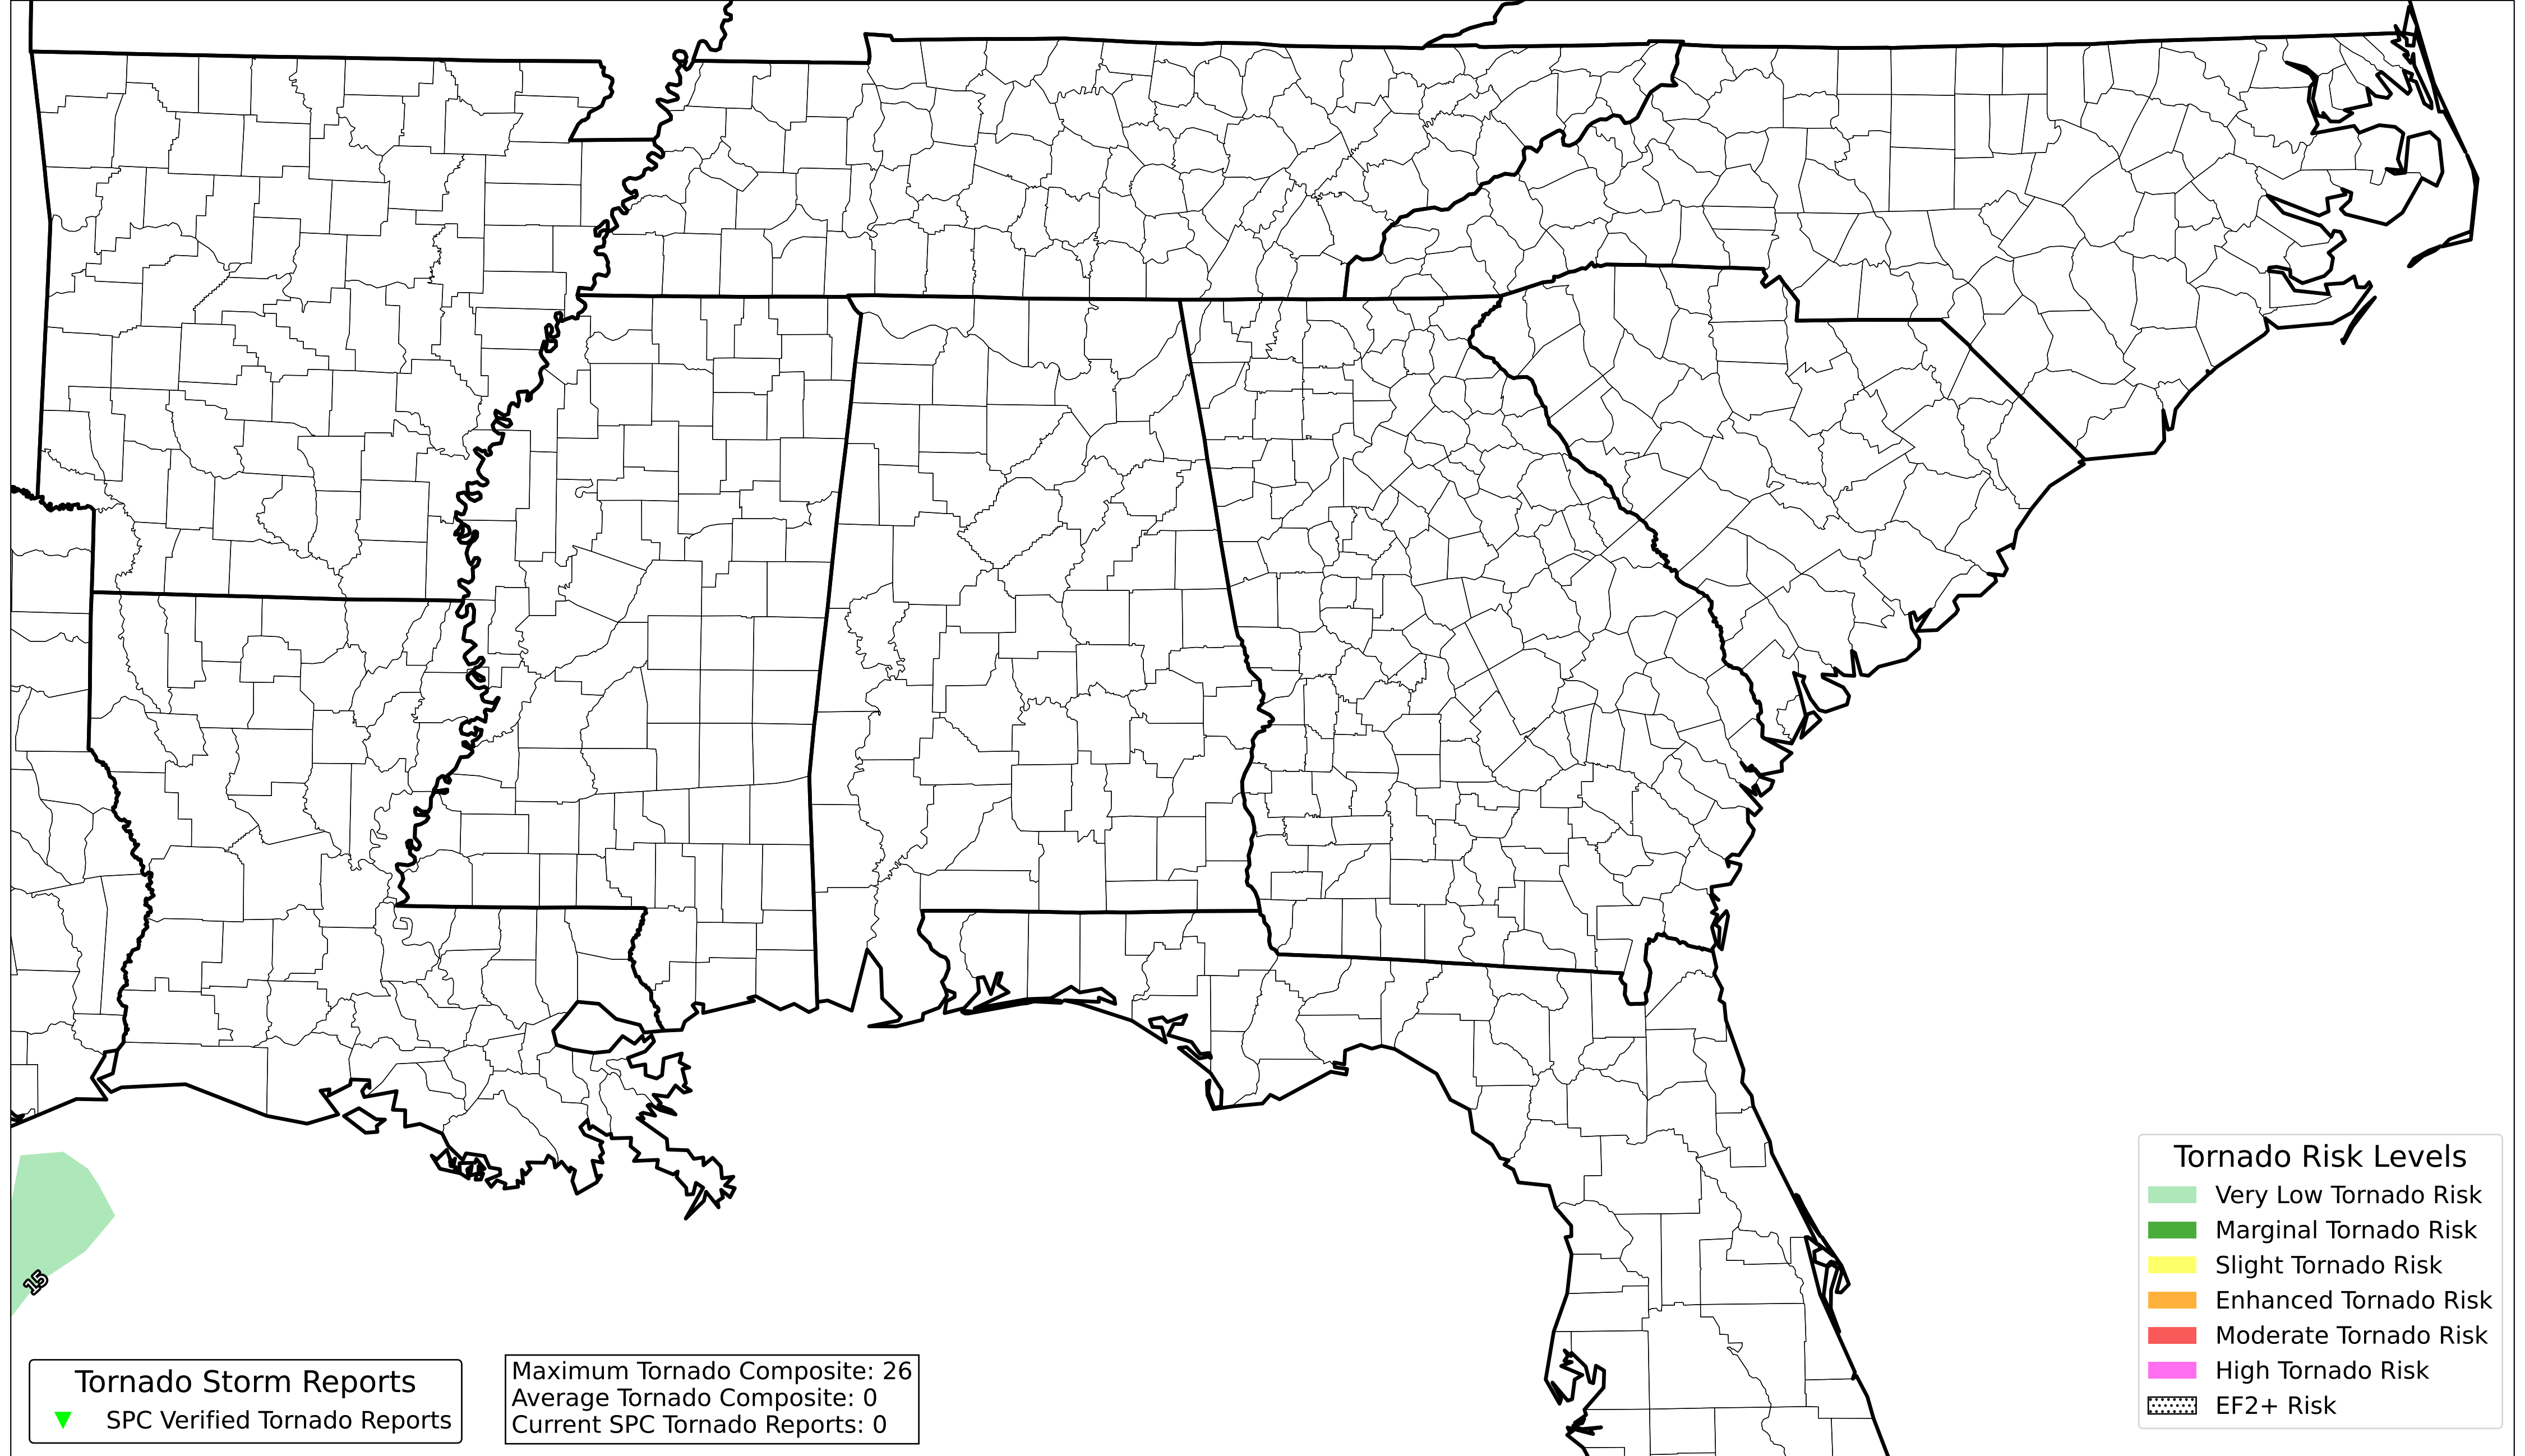 Tornado Risk Levels
Very Low Tornado Risk
Marginal Tornado Risk
Slight Tornado Risk
Enhanced Tornado Risk
Moderate Tornado Risk
High Tornado Risk
EF2+ Risk
15
Tornado Storm Reports
SPC Verified Tornado Reports
Maximum Tornado Composite: 26
Average Tornado Composite: 0
Current SPC Tornado Reports: 0